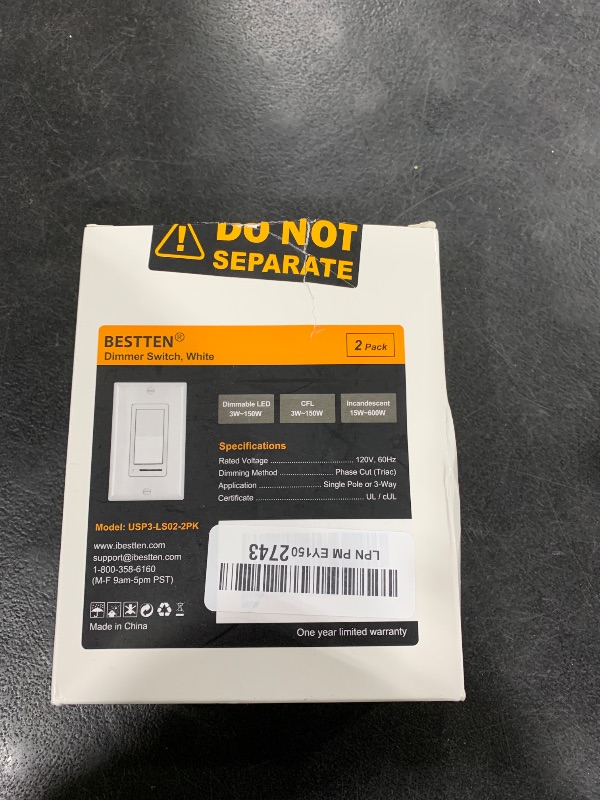 DO NOT
SEPARATE
BESTTEN®
Dimmer Switch, White
2 Pack
Dimmable LED
3W~150W
CFL
3W~150W
Incandescent
15W~600W
Specifications
Rated Voltage ................................ 120V, 60Hz
Dimming Method ..................... Phase Cut (Triac)
Application ......................... Single Pole or 3-Way
Certificate ........................................... UL / cUL
Model: USP3-LS02-2PK
www.ibestten.com
support@ibestten.com
1-800-358-6160
(M-F 9am-5pm PST)
Made in China
LPN PM EY150 2743
One year limited warranty